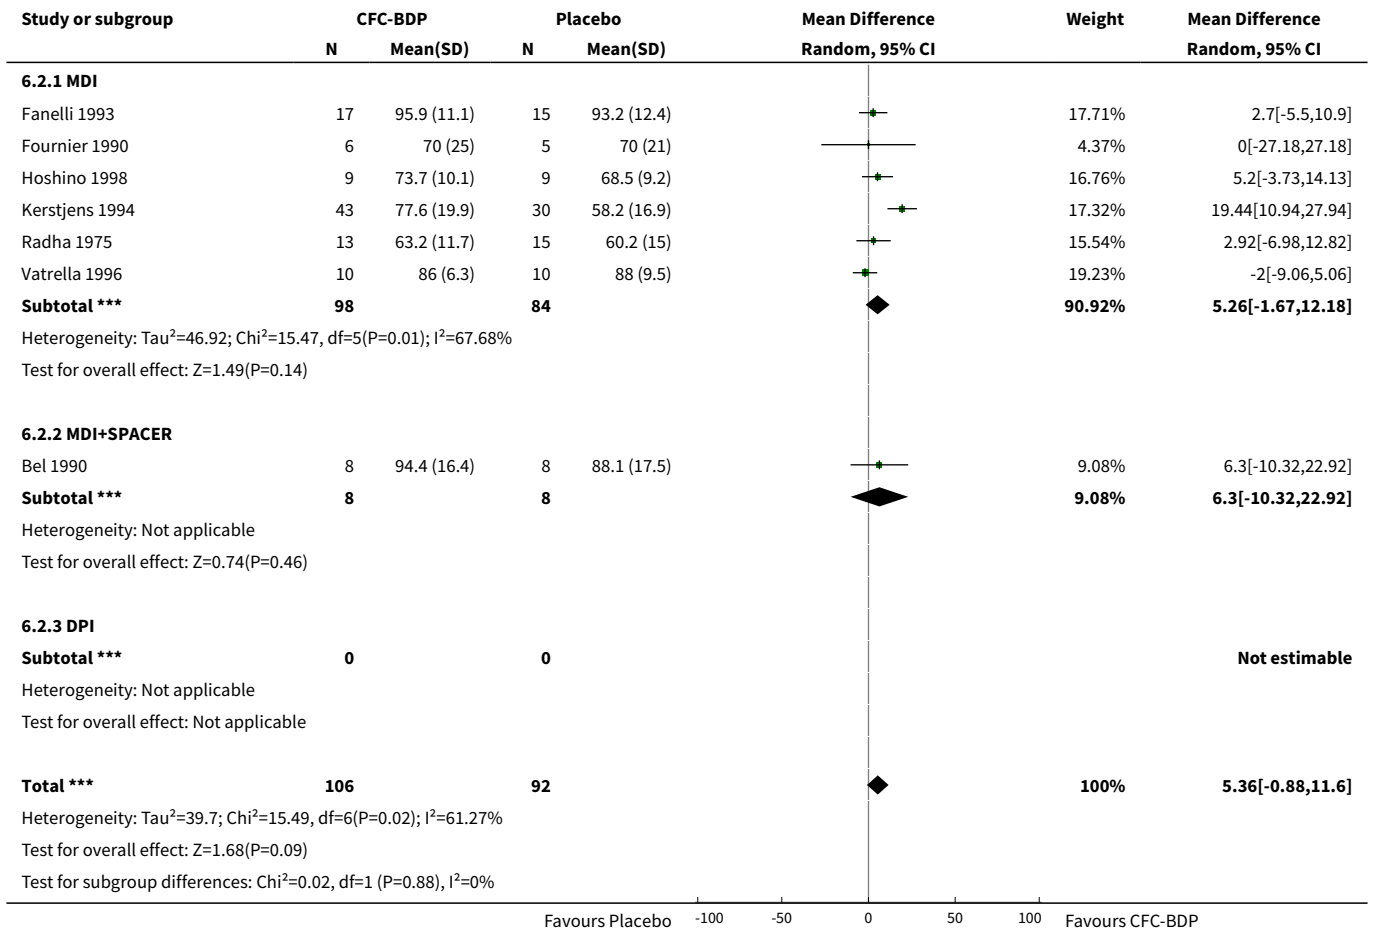 Study or subgroup CFC-BDP Placebo Mean Difference Weight Mean Difference
N Mean(SD) N Mean(SD) Random, 95% CI Random, 95% CI
6.2.1 MDI
Fanelli 1993 17 95.9 (11.1) 15 93.2 (12.4) 17.71% 2.7[-5.5,10.9]
Fournier 1990 6 70 (25) 5 70 (21) 4.37% 0[-27.18,27.18]
Hoshino 1998 9 73.7 (10.1) 9 68.5 (9.2) 16.76% 5.2[-3.73,14.13]
Kerstjens 1994 43 77.6 (19.9) 30 58.2 (16.9) 17.32% 19.44[10.94,27.94]
Radha 1975 13 63.2 (11.7) 15 60.2 (15) 15.54% 2.92[-6.98,12.82]
Vatrella 1996 10 86 (6.3) 10 88 (9.5) 19.23% -2[-9.06,5.06]
Subtotal *** 98 84 90.92% 5.26[-1.67,12.18]
Heterogeneity: Tau²=46.92; Chi²=15.47, df=5(P=0.01); I²=67.68%
Test for overall effect: Z=1.49(P=0.14)
6.2.2 MDI+SPACER
Bel 1990 8 94.4 (16.4) 8 88.1 (17.5) 9.08% 6.3[-10.32,22.92]
Subtotal *** 8 8 9.08% 6.3[-10.32,22.92]
Heterogeneity: Not applicable
Test for overall effect: Z=0.74(P=0.46)
6.2.3 DPI
Subtotal *** 0 0 Not estimable
Heterogeneity: Not applicable
Test for overall effect: Not applicable
Total *** 106 92 100% 5.36[-0.88,11.6]
Heterogeneity: Tau²=39.7; Chi²=15.49, df=6(P=0.02); I²=61.27%
Test for overall effect: Z=1.68(P=0.09)
Test for subgroup differences: Chi²=0.02, df=1 (P=0.88), I²=0%
Favours Placebo -100 -50 0 50 100 Favours CFC-BDP